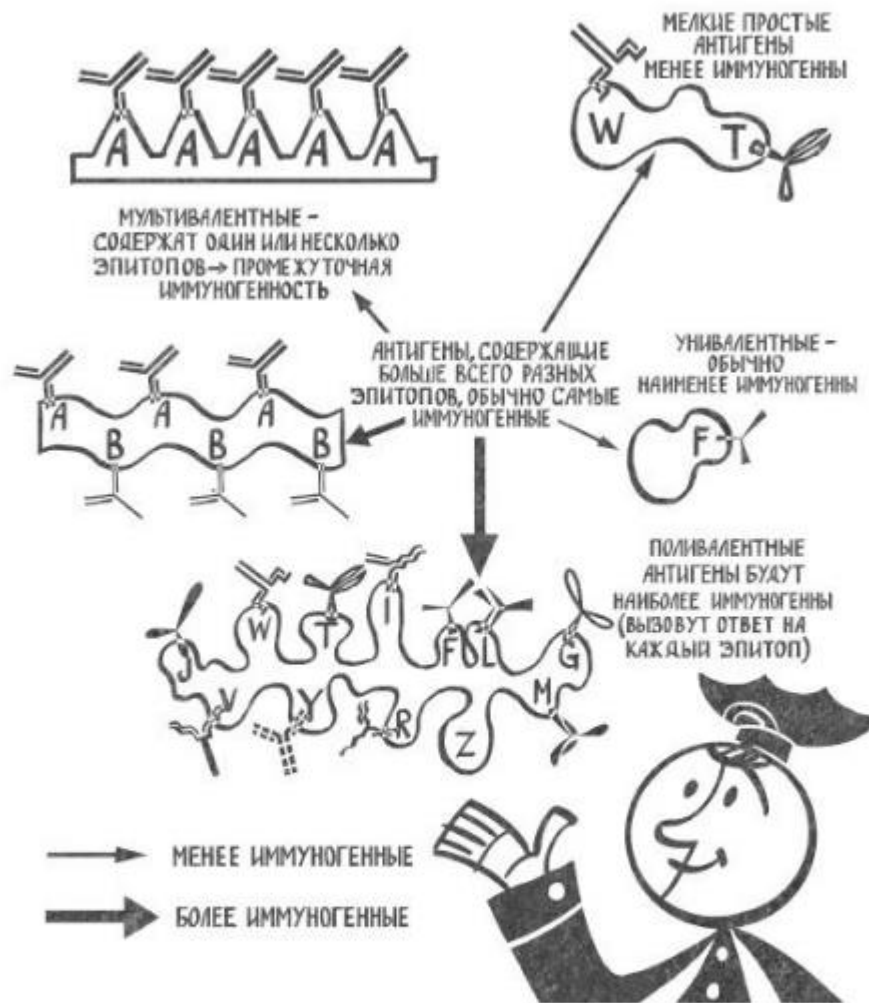 МЕЛКИЕ ПРОСТЫЕ
АНТИГЕНЫ
МЕНЕЕ ИММУНОГЕННЫ
A A A A A
W T
МУЛЬТИВАЛЕНТНЫЕ –
СОДЕРЖАТ ОДИН ИЛИ НЕСКОЛЬКО
ЭПИТОПОВ → ПРОМЕЖУТОЧНАЯ
ИММУНОГЕННОСТЬ
АНТИГЕНЫ, СОДЕРЖАЩИЕ
БОЛЬШЕ ВСЕГО РАЗНЫХ
ЭПИТОПОВ, ОБЫЧНО САМЫЕ
ИММУНОГЕННЫЕ
УНИВАЛЕНТНЫЕ –
ОБЫЧНО
НАИМЕНЕЕ ИММУНОГЕННЫ
A A A
B B B
F
ПОЛИВАЛЕНТНЫЕ
АНТИГЕНЫ БУДУТ
НАИБОЛЕЕ ИММУНОГЕННЫ
(ВЫЗОВУТ ОТВЕТ НА
КАЖДЫЙ ЭПИТОП)
J W T I F L G
V Y R Z M
МЕНЕЕ ИММУНОГЕННЫЕ
БОЛЕЕ ИММУНОГЕННЫЕ